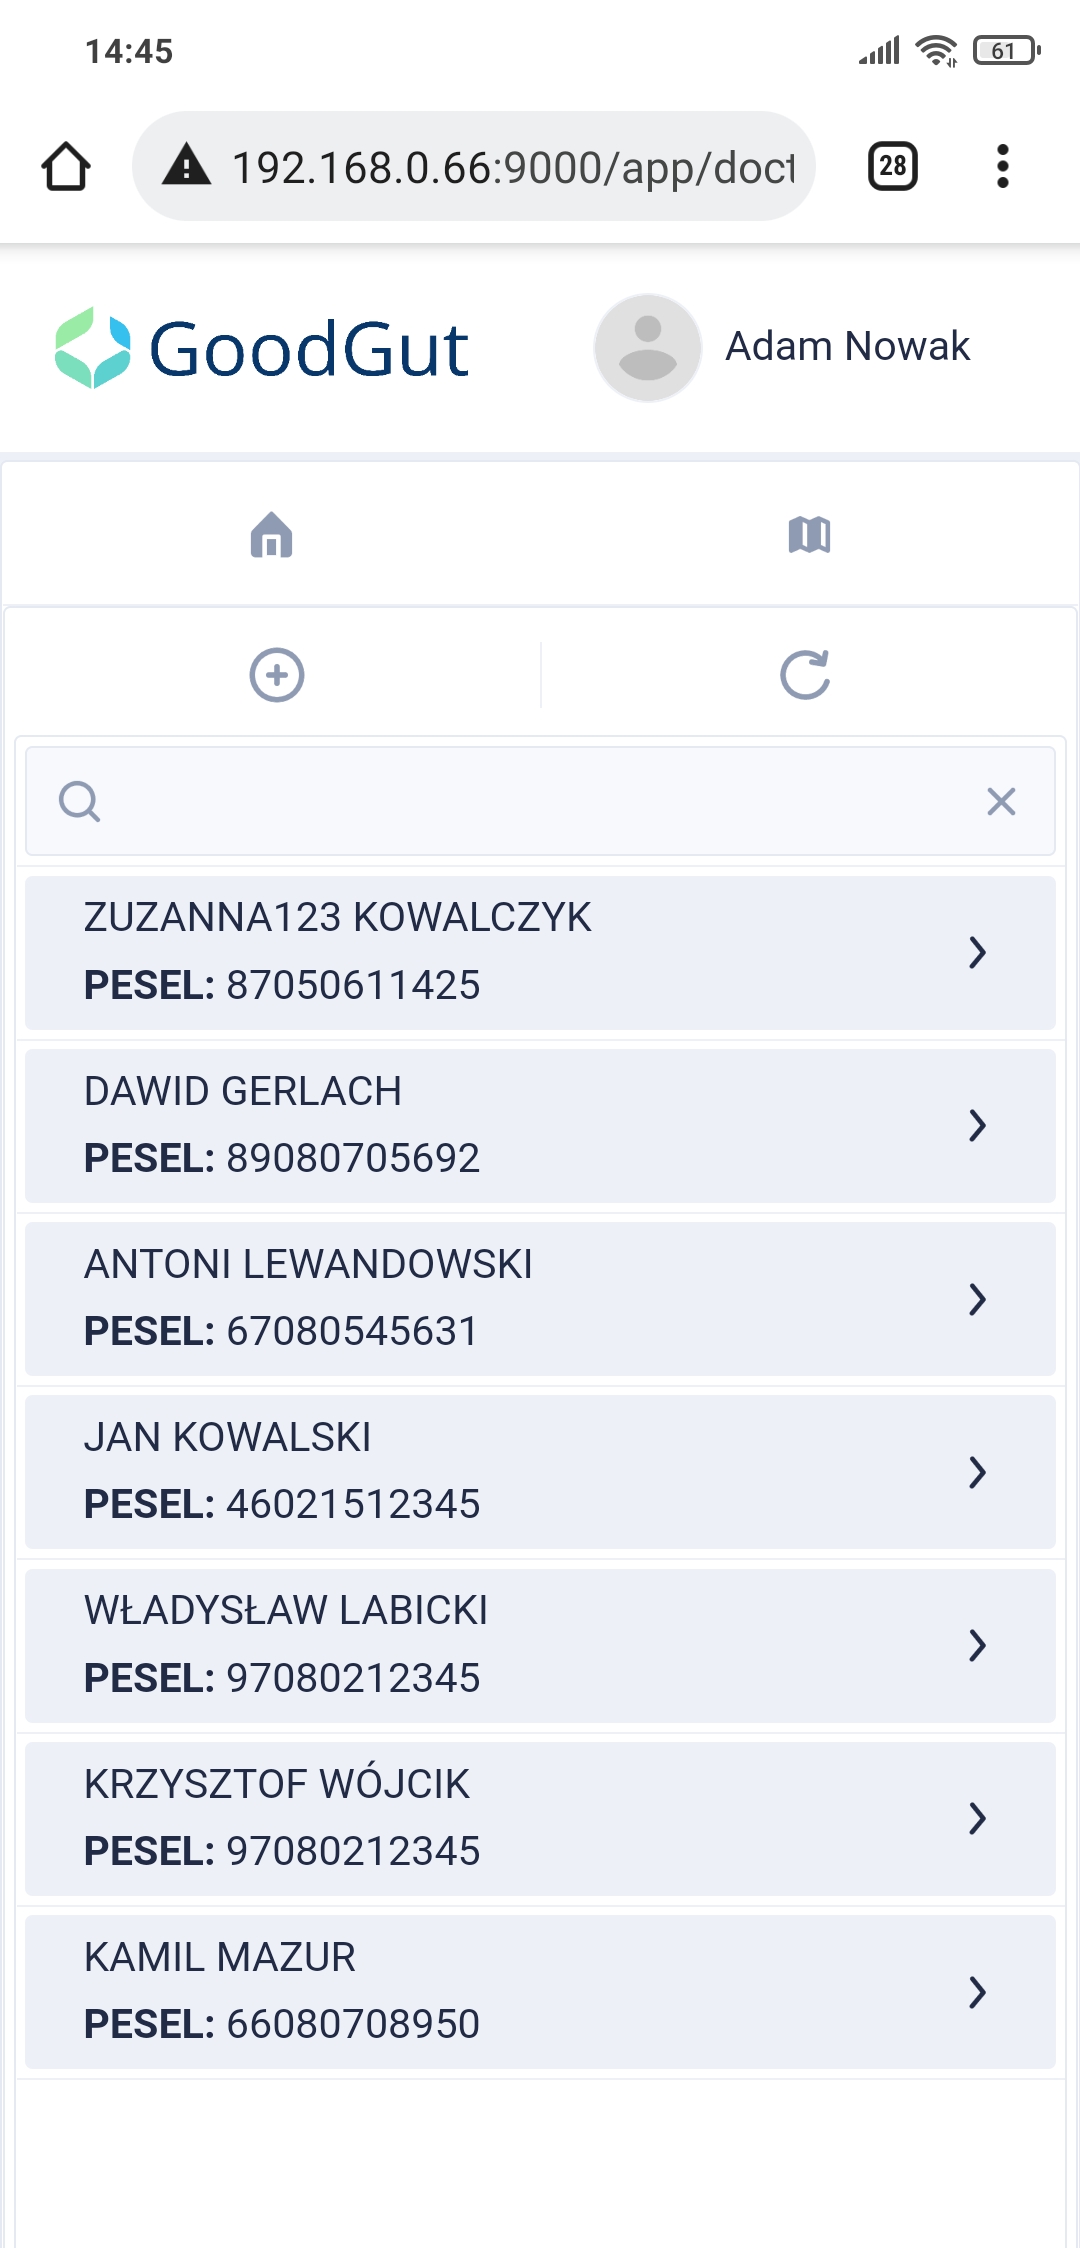 14:45
61
192.168.0.66:9000/app/doct
28
GoodGut
Adam Nowak
ZUZANNA123 KOWALCZYK
PESEL: 87050611425
DAWID GERLACH
PESEL: 89080705692
ANTONI LEWANDOWSKI
PESEL: 67080545631
JAN KOWALSKI
PESEL: 46021512345
WŁADYSŁAW LABICKI
PESEL: 97080212345
KRZYSZTOF WÓJCIK
PESEL: 97080212345
KAMIL MAZUR
PESEL: 66080708950